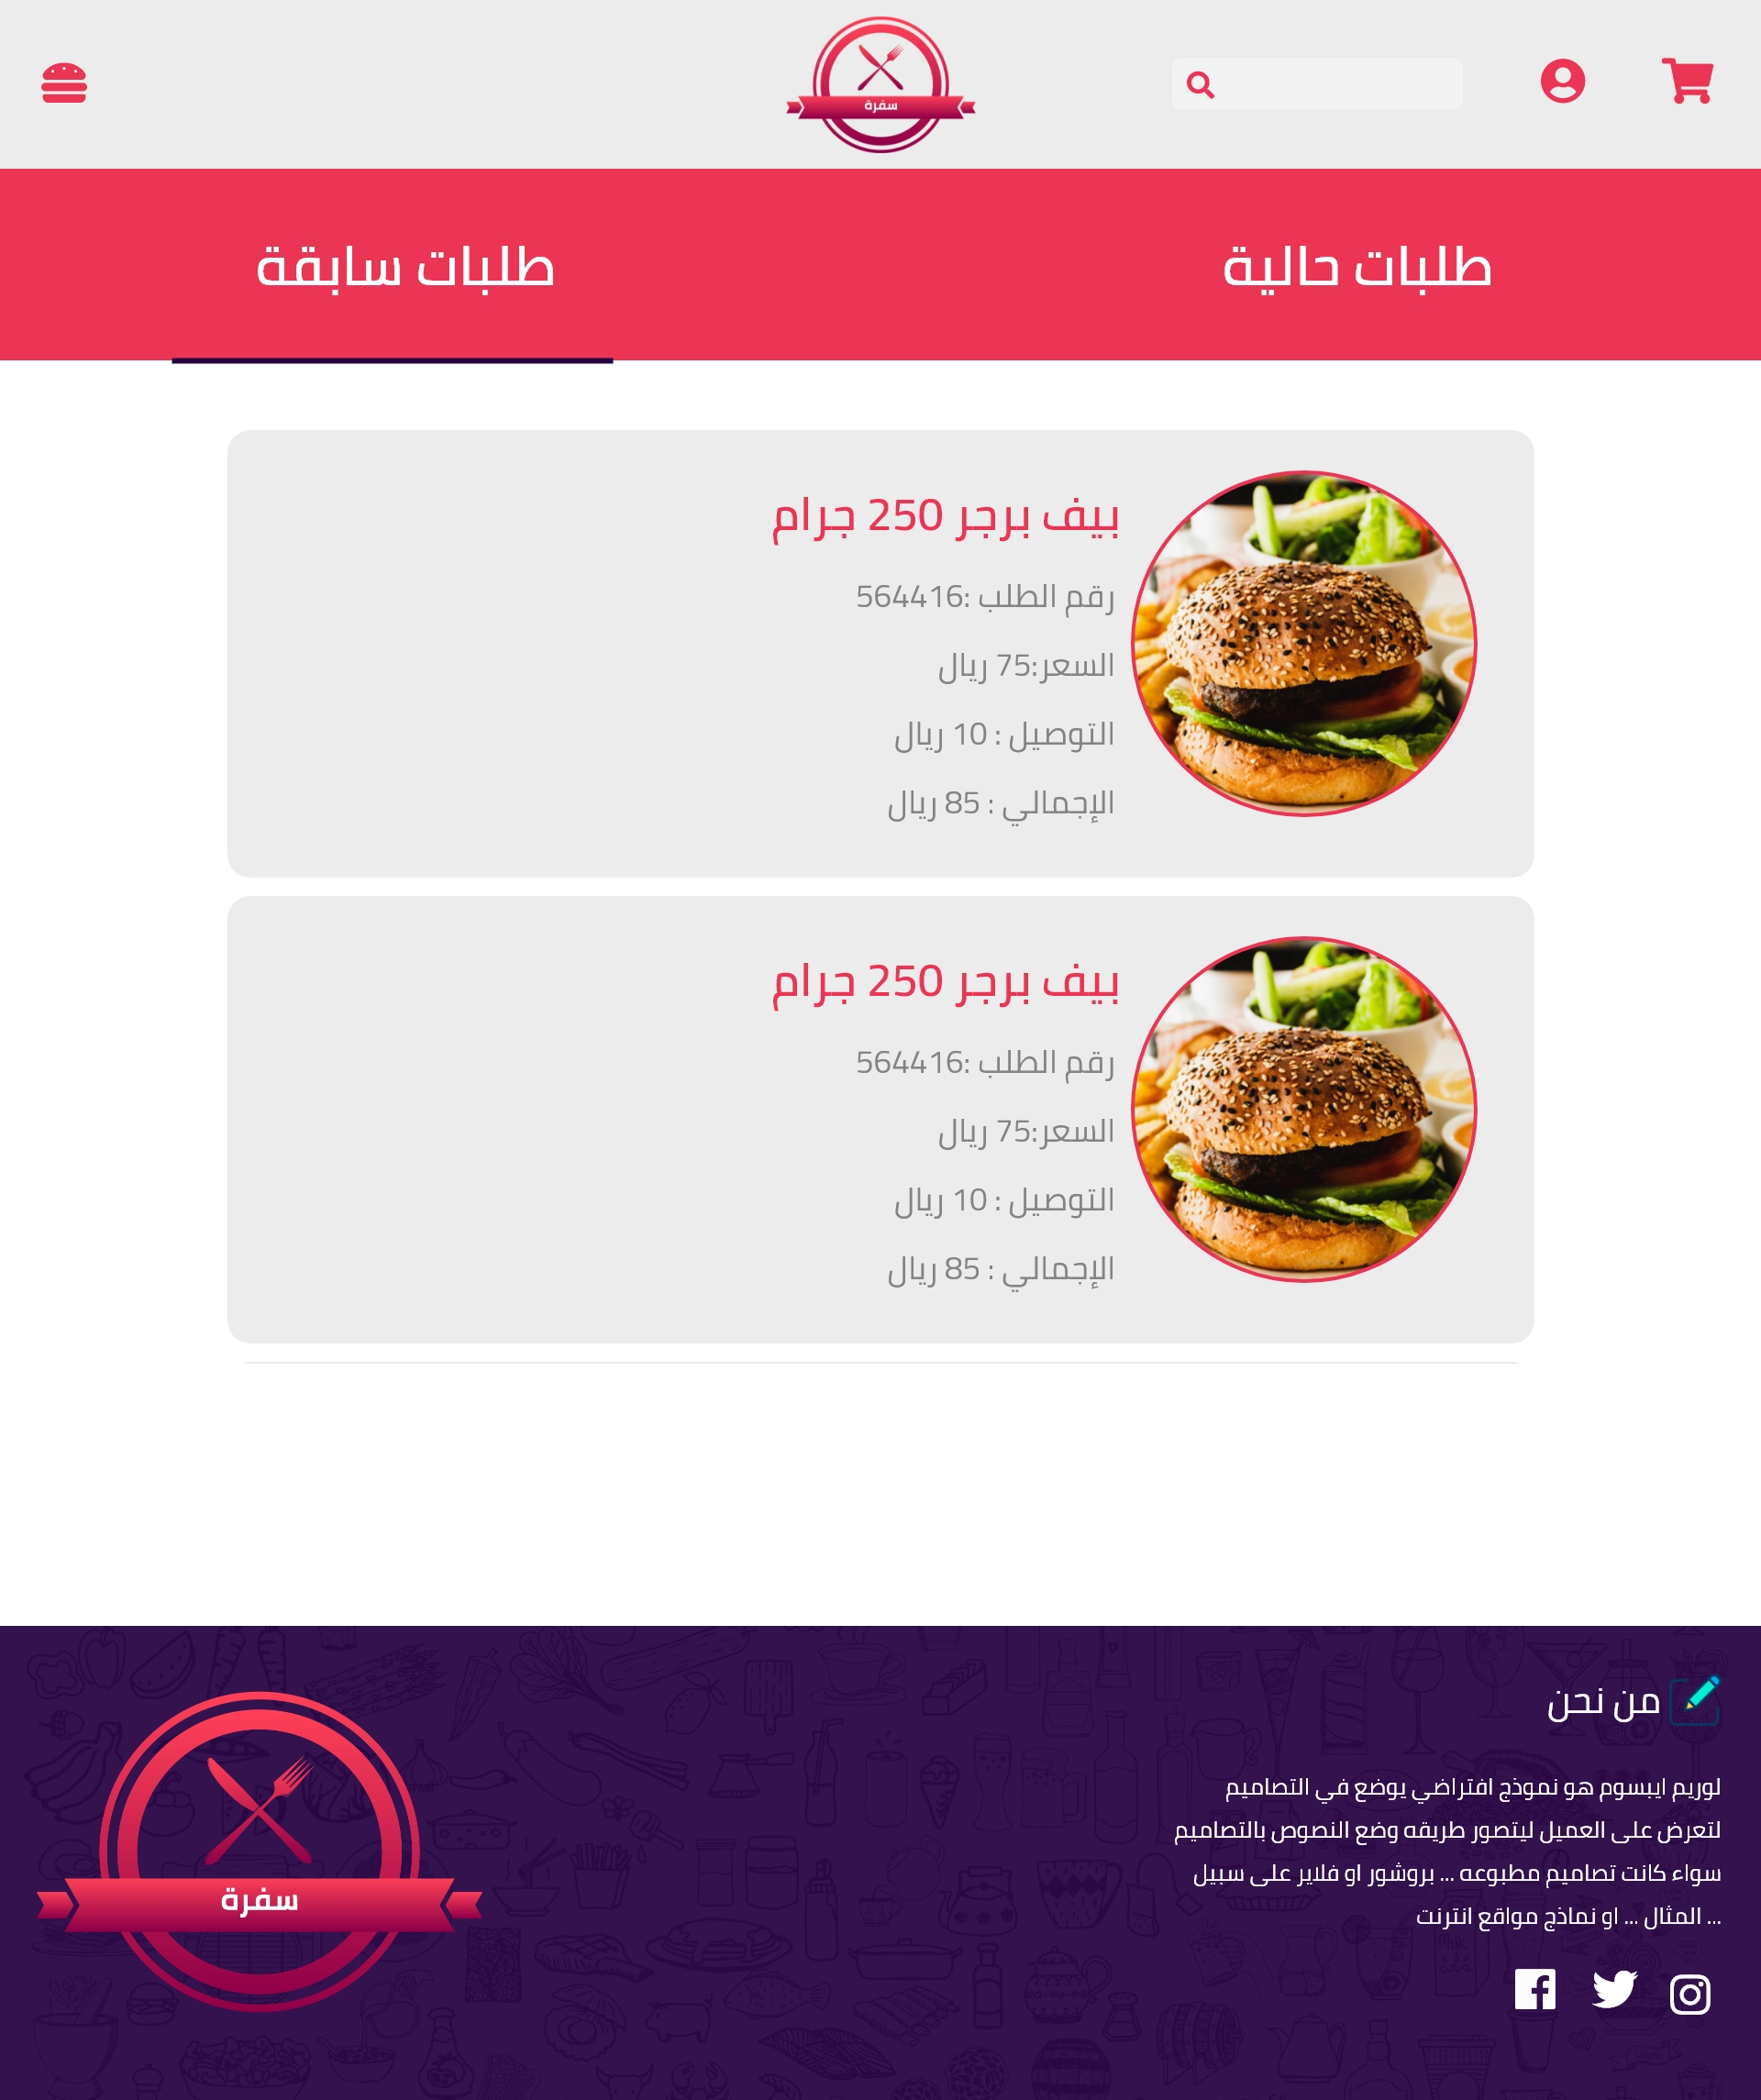 سفرة
طلبات حالية
طلبات سابقة
بيف برجر 250 جرام
رقم الطلب :564416
السعر:75 ريال
التوصيل : 10 ريال
الإجمالي : 85 ريال
بيف برجر 250 جرام
رقم الطلب :564416
السعر:75 ريال
التوصيل : 10 ريال
الإجمالي : 85 ريال
من نحن
لوريم ايبسوم هو نموذج افتراضي يوضع في التصاميم
لتعرض على العميل ليتصور طريقه وضع النصوص بالتصاميم
سواء كانت تصاميم مطبوعه ... بروشور او فلاير على سبيل
... المثال ... او نماذج مواقع انترنت
سفرة